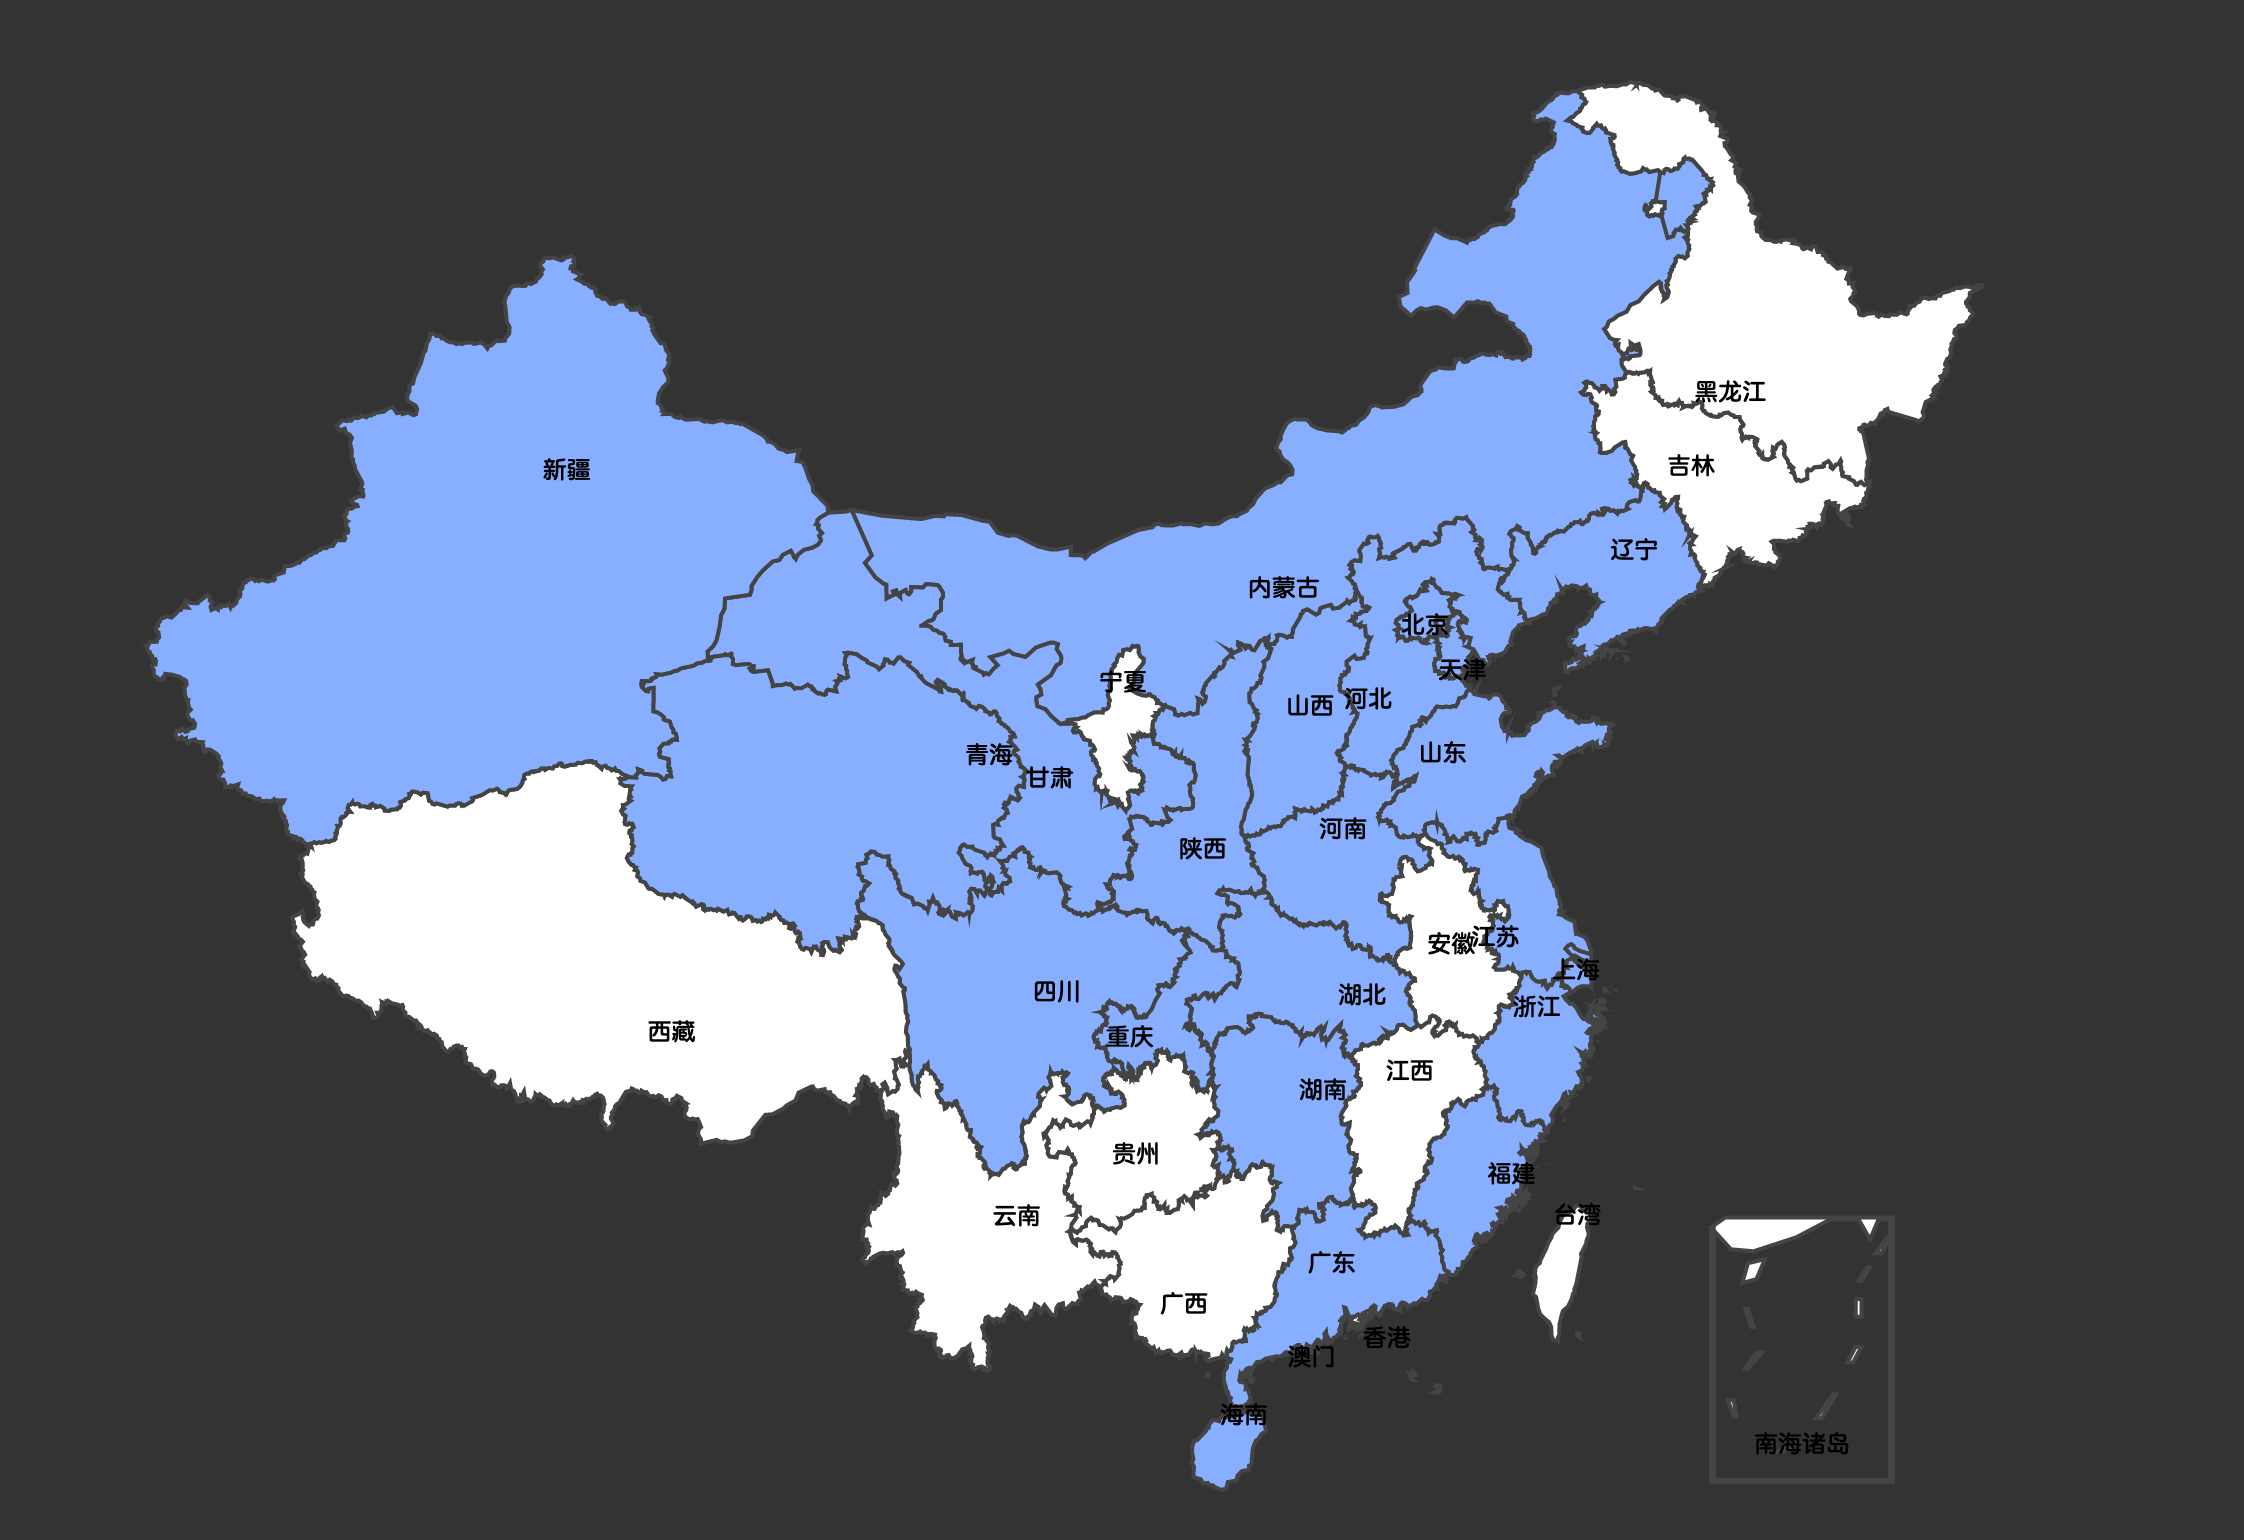 黑龙江
吉林
新疆
辽宁
内蒙古
北京
天津
宁夏
河北
山西
山东
青海
甘肃
河南
陕西
江苏
安徽
上海
四川
湖北
浙江
西藏
重庆
江西
湖南
贵州
福建
台湾
云南
广东
广西
香港
澳门
海南
南海诸岛